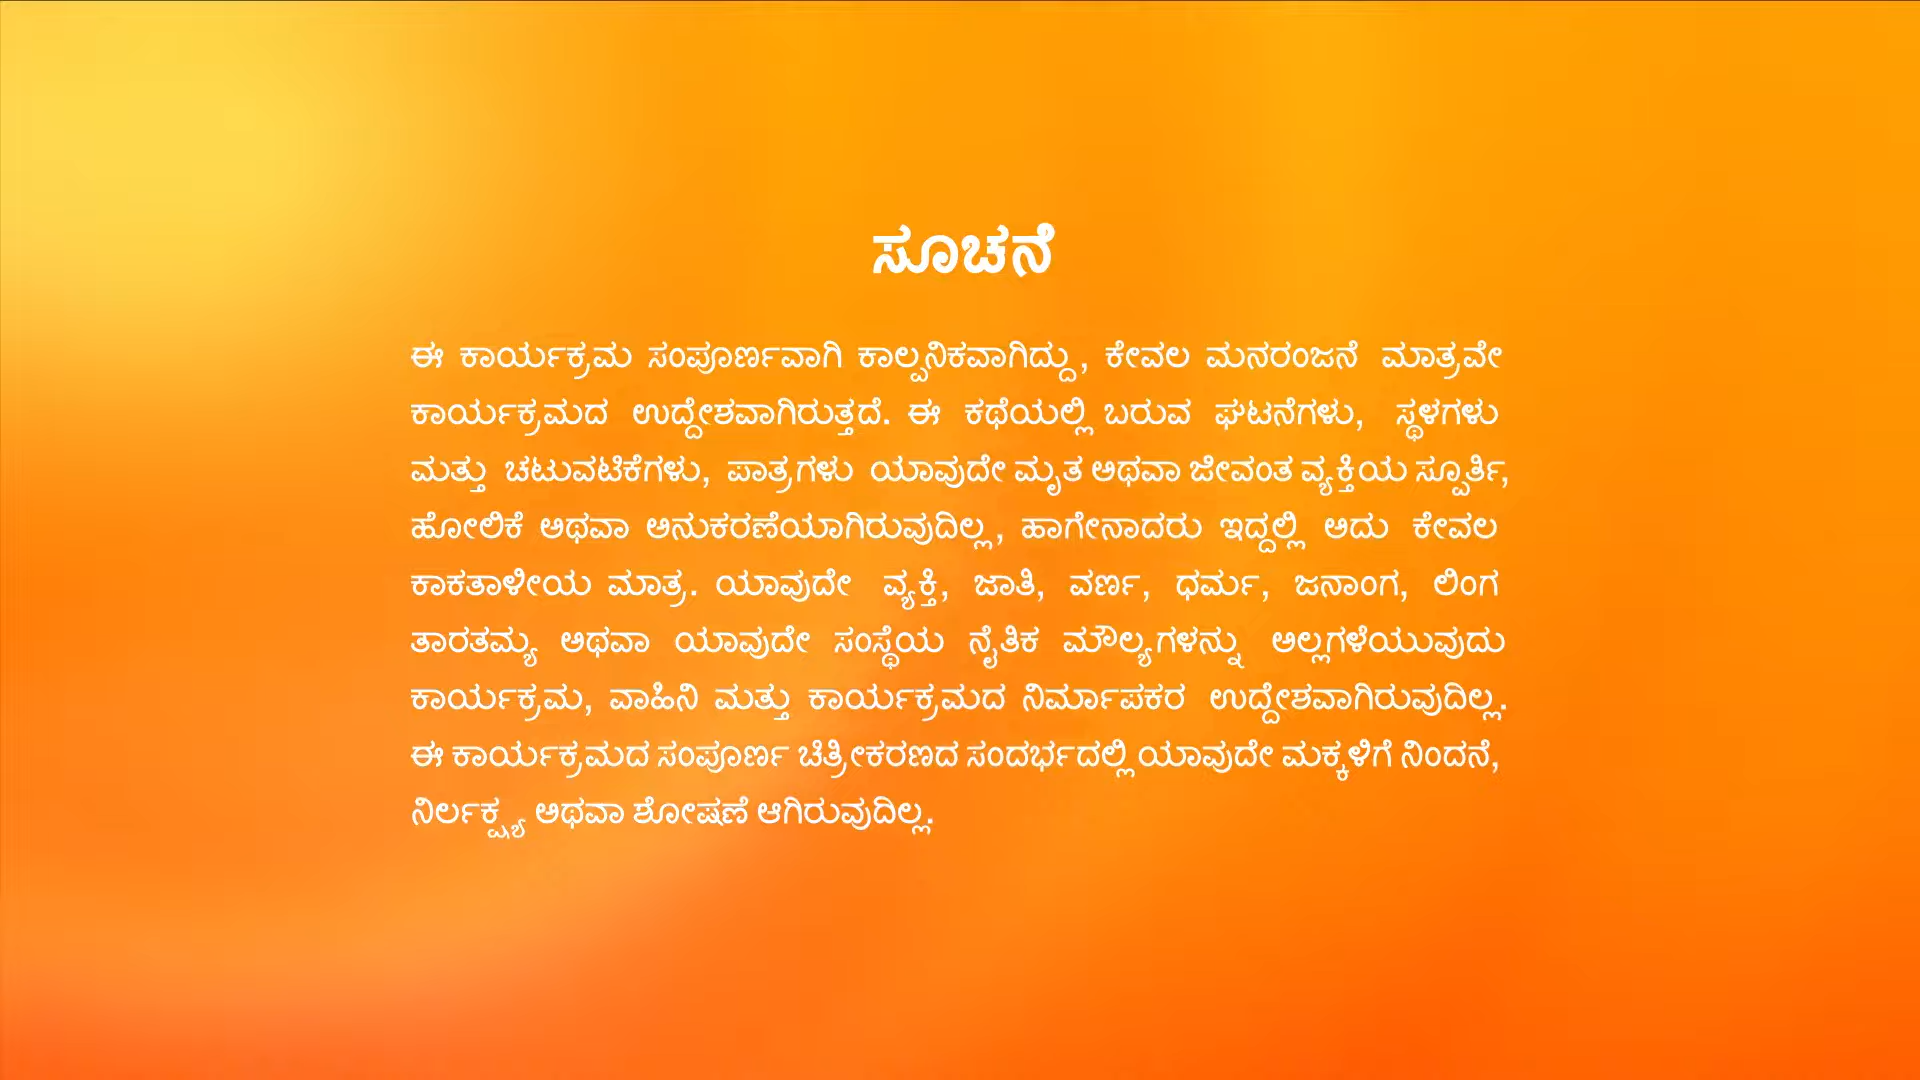 ಸೂಚನೆ
ಈ ಕಾರ್ಯಕ್ರಮ ಸಂಪೂರ್ಣವಾಗಿ ಕಾಲ್ಪನಿಕವಾಗಿದ್ದು, ಕೇವಲ ಮನರಂಜನೆ ಮಾತ್ರವೇ
ಕಾರ್ಯಕ್ರಮದ ಉದ್ದೇಶವಾಗಿರುತ್ತದೆ. ಈ ಕಥೆಯಲ್ಲಿ ಬರುವ ಘಟನೆಗಳು, ಸ್ಥಳಗಳು
ಮತ್ತು ಚಟುವಟಿಕೆಗಳು, ಪಾತ್ರಗಳು ಯಾವುದೇ ಮೃತ ಅಥವಾ ಜೀವಂತ ವ್ಯಕ್ತಿಯ ಸ್ಪೂರ್ತಿ,
ಹೋಲಿಕೆ ಅಥವಾ ಅನುಕರಣೆಯಾಗಿರುವುದಿಲ್ಲ, ಹಾಗೇನಾದರು ಇದ್ದಲ್ಲಿ ಅದು ಕೇವಲ
ಕಾಕತಾಳೀಯ ಮಾತ್ರ. ಯಾವುದೇ ವ್ಯಕ್ತಿ, ಜಾತಿ, ವರ್ಣ, ಧರ್ಮ, ಜನಾಂಗ, ಲಿಂಗ
ತಾರತಮ್ಯ ಅಥವಾ ಯಾವುದೇ ಸಂಸ್ಥೆಯ ನೈತಿಕ ಮೌಲ್ಯಗಳನ್ನು ಅಲ್ಲಗಳೆಯುವುದು
ಕಾರ್ಯಕ್ರಮ, ವಾಹಿನಿ ಮತ್ತು ಕಾರ್ಯಕ್ರಮದ ನಿರ್ಮಾಪಕರ ಉದ್ದೇಶವಾಗಿರುವುದಿಲ್ಲ.
ಈ ಕಾರ್ಯಕ್ರಮದ ಸಂಪೂರ್ಣ ಚಿತ್ರೀಕರಣದ ಸಂದರ್ಭದಲ್ಲಿ ಯಾವುದೇ ಮಕ್ಕಳಿಗೆ ನಿಂದನೆ,
ನಿರ್ಲಕ್ಷ್ಯ ಅಥವಾ ಶೋಷಣೆ ಆಗಿರುವುದಿಲ್ಲ.